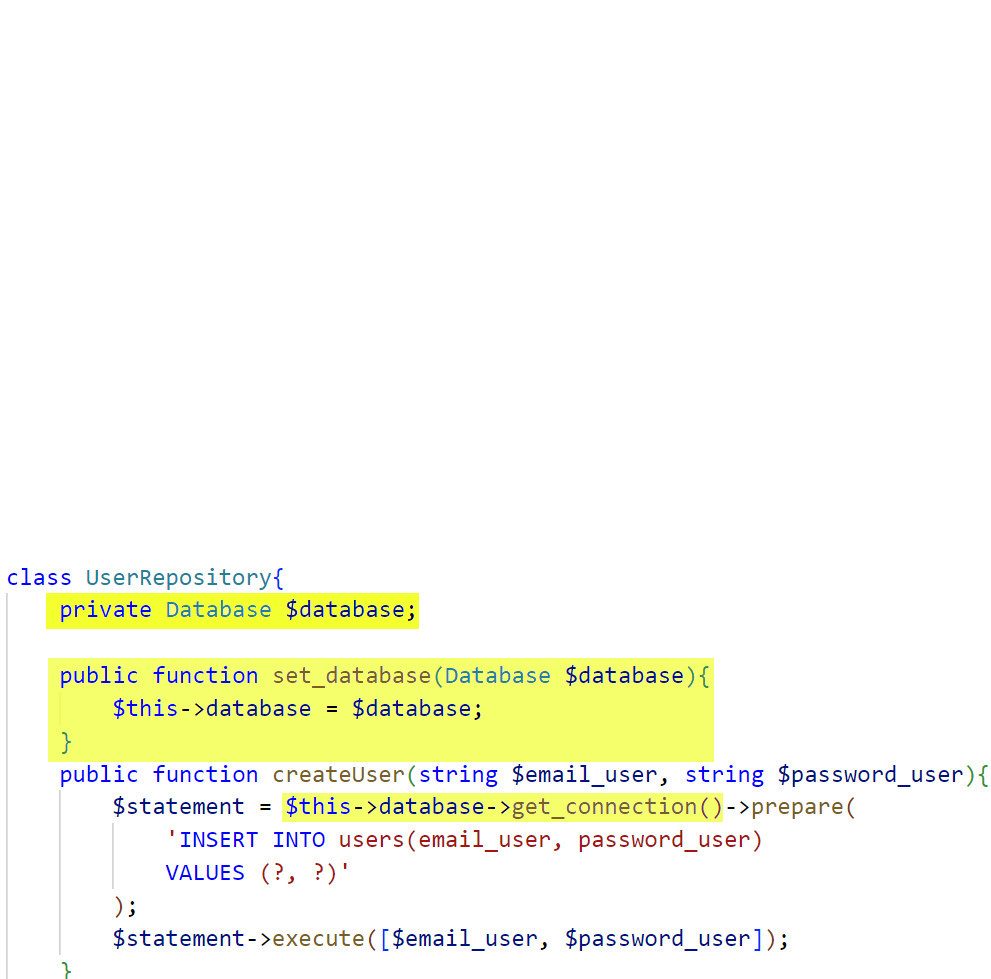 class UserRepository{
private Database $database;
public function set_database(Database $database){
$this->database = $database;
}
public function createUser(string $email_user, string $password_user){
$statement = $this->database->get_connection()->prepare(
'INSERT INTO users(email_user, password_user)
VALUES (?, ?)'
);
$statement->execute([$email_user, $password_user]);
}